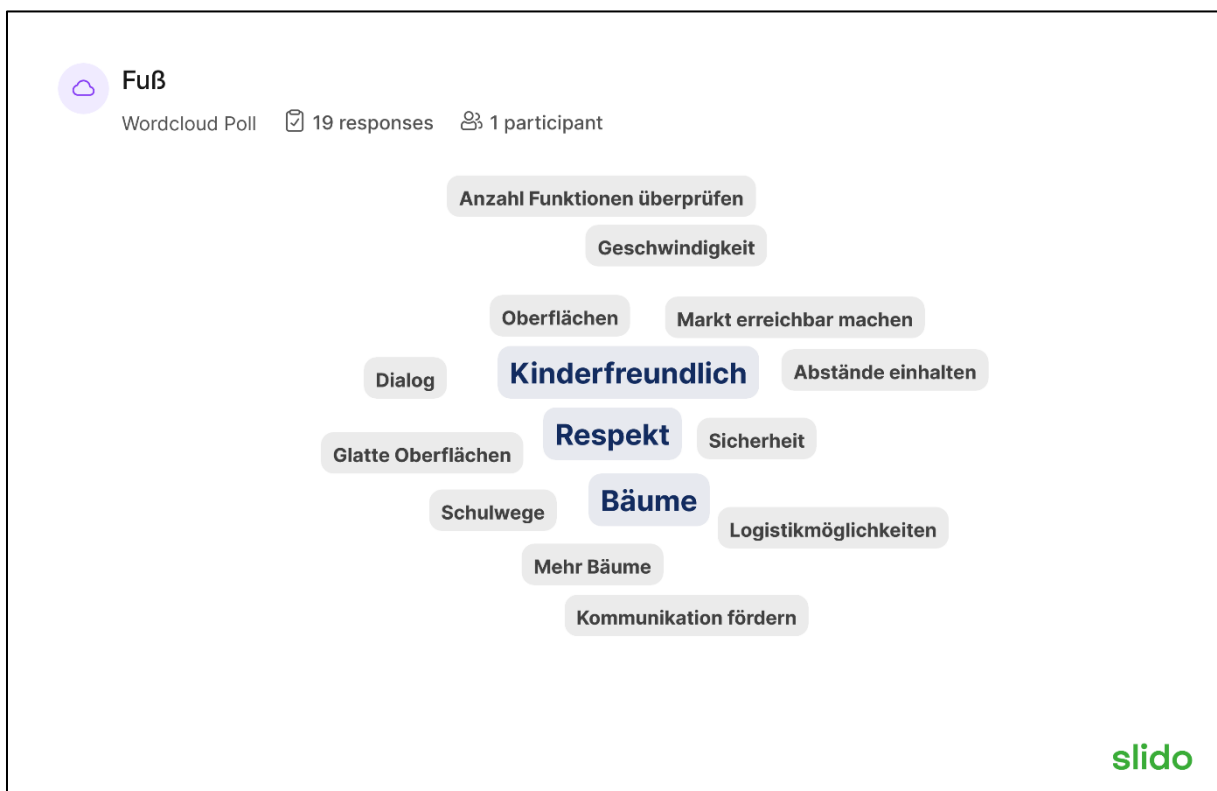 Fuß
Wordcloud Poll 19 responses 1 participant
Anzahl Funktionen überprüfen
Geschwindigkeit
Oberflächen Markt erreichbar machen
Dialog Kinderfreundlich Abstände einhalten
Respekt Sicherheit
Glatte Oberflächen
Schulwege Bäume
Logistikmöglichkeiten
Mehr Bäume
Kommunikation fördern
slido